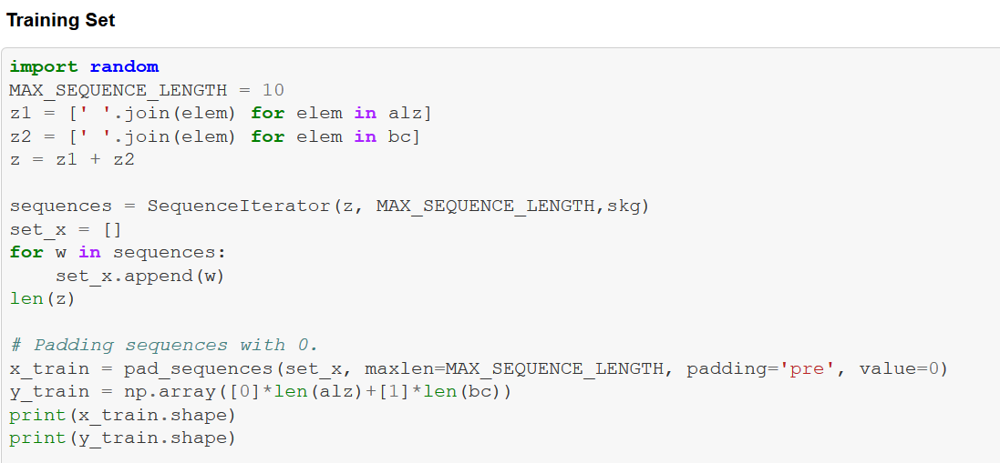 Training Set
import random
MAX_SEQUENCE_LENGTH = 10
z1 = [' '.join(elem) for elem in alz]
z2 = [' '.join(elem) for elem in bc]
z = z1 + z2
sequences = SequenceIterator(z, MAX_SEQUENCE_LENGTH,skg)
set_x = []
for w in sequences:
    set_x.append(w)
len(z)
# Padding sequences with 0.
x_train = pad_sequences(set_x, maxlen=MAX_SEQUENCE_LENGTH, padding='pre', value=0)
y_train = np.array([0]*len(alz)+[1]*len(bc))
print(x_train.shape)
print(y_train.shape)